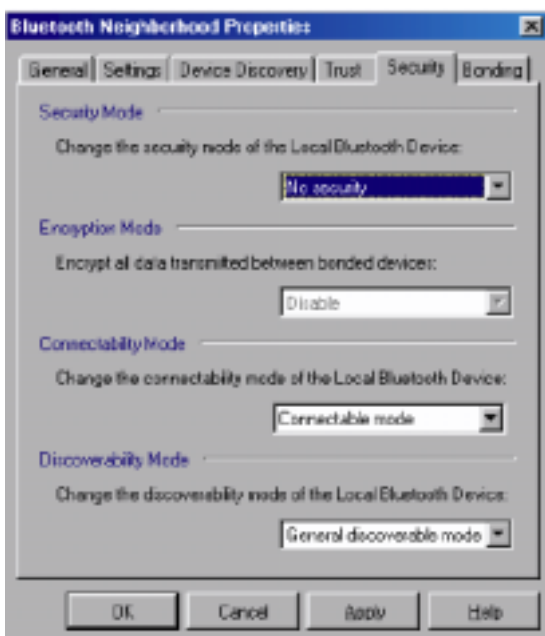 Bluetooth Neighborhood Properties
General Settings Device Discovery Trust Security Bonding
Security Mode
Change the security mode of the Local Bluetooth Device:
No security
Encryption Mode
Encrypt all data transmitted between bonded devices:
Disable
Connectability Mode
Change the connectability mode of the Local Bluetooth Device:
Connectable mode
Discoverability Mode
Change the discoverability mode of the Local Bluetooth Device:
General discoverable mode
OK Cancel Apply Help